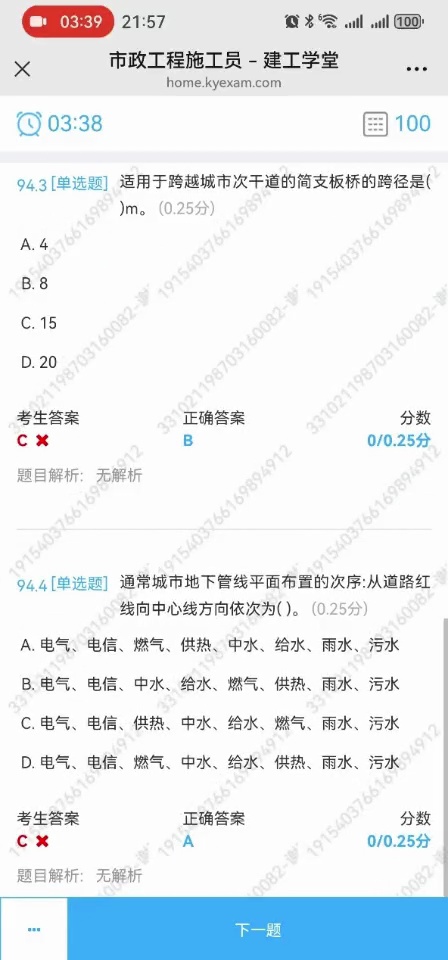 03:39 21:57 100
市政工程施工员 – 建工学堂
home.kyexam.com
03:38 100
94.3 [单选题] 适用于跨越城市次干道的简支板桥的跨径是(
)m。 (0.25分)
A. 4
B. 8
C. 15
D. 20
考生答案 正确答案 分数
C B 0/0.25分
题目解析: 无解析
94.4 [单选题] 通常城市地下管线平面布置的次序:从道路红
线向中心线方向依次为( )。 (0.25分)
A. 电气、电信、燃气、供热、中水、给水、雨水、污水
B. 电气、电信、中水、给水、燃气、供热、雨水、污水
C. 电气、电信、供热、中水、给水、燃气、雨水、污水
D. 电气、电信、燃气、中水、给水、供热、雨水、污水
考生答案 正确答案 分数
C A 0/0.25分
题目解析: 无解析
下一题